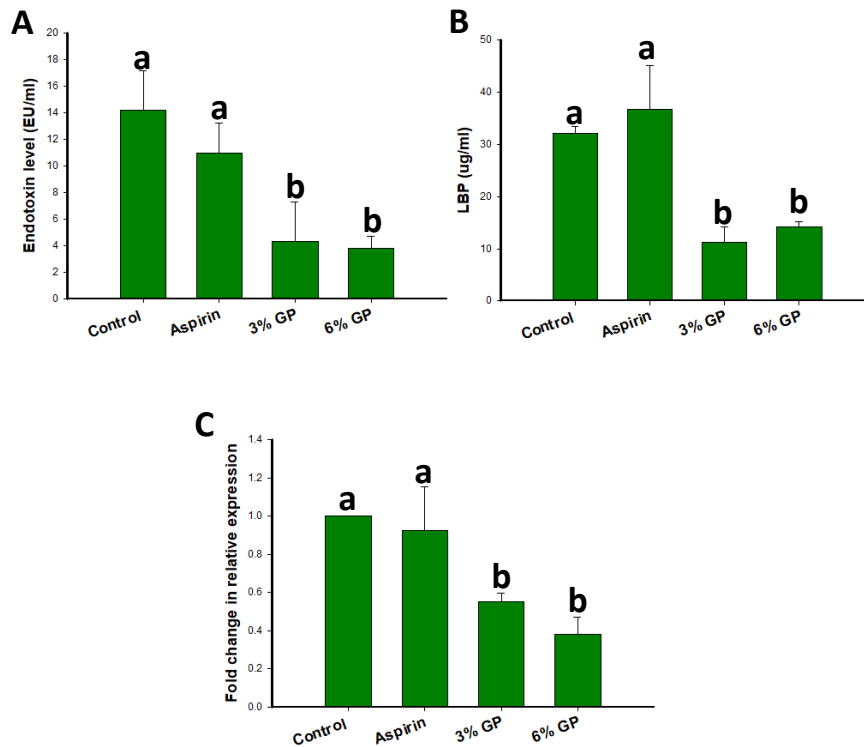 A
Endotoxin level (EU/ml)
20
18
16
14
12
10
8
6
4
2
0
a
a
b
b
Control
Aspirin
3% GP
6% GP
B
LBP (ug/ml)
50
40
30
20
10
0
a
a
b
b
Control
Aspirin
3% GP
6% GP
C
Fold change in relative expression
1.4
1.2
1.0
0.8
0.6
0.4
0.2
0.0
a
a
b
b
Control
Aspirin
3% GP
6% GP